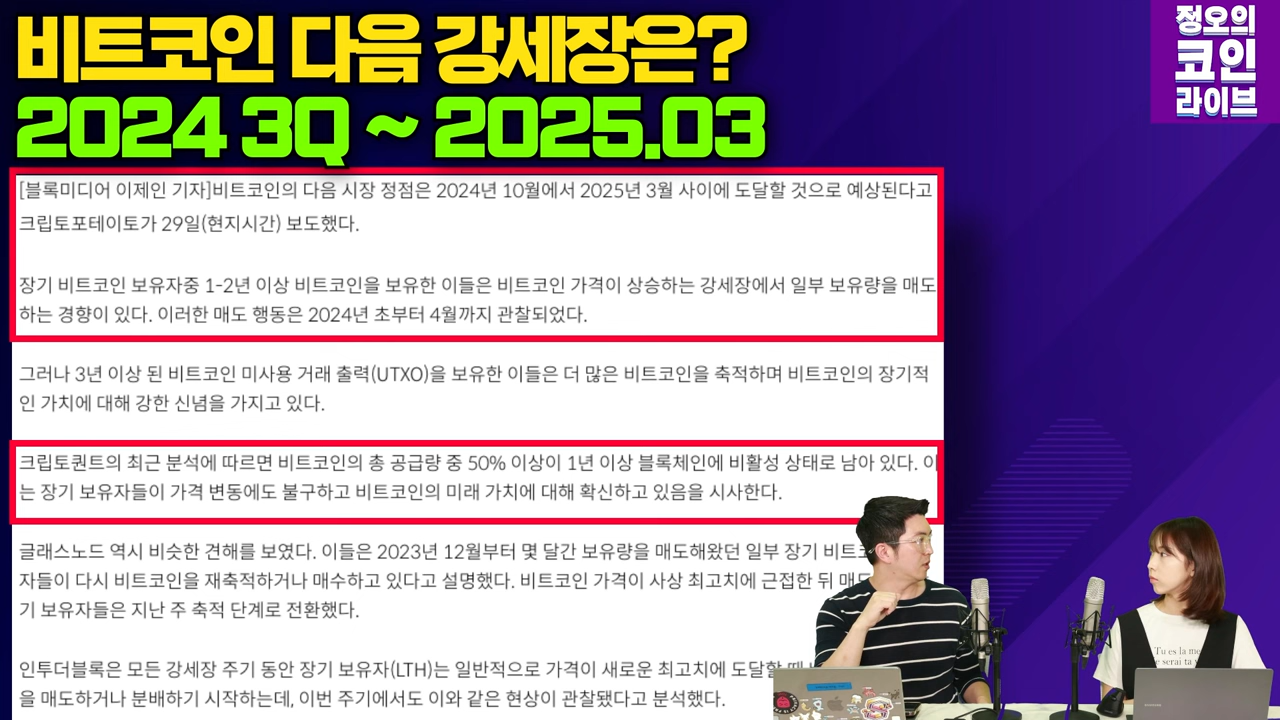 비트코인 다음 강세장은?
2024 3Q ~ 2025.03
정오의
코인
라이브
[블록미디어 이제인 기자]비트코인의 다음 시장 정점은 2024년 10월에서 2025년 3월 사이에 도달할 것으로 예상된다고
크립토포테이토가 29일(현지시간) 보도했다.
장기 비트코인 보유자중 1-2년 이상 비트코인을 보유한 이들은 비트코인 가격이 상승하는 강세장에서 일부 보유량을 매도
하는 경향이 있다. 이러한 매도 행동은 2024년 초부터 4월까지 관찰되었다.
그러나 3년 이상 된 비트코인 미사용 거래 출력(UTXO)을 보유한 이들은 더 많은 비트코인을 축적하며 비트코인의 장기적
인 가치에 대해 강한 신념을 가지고 있다.
크립토퀀트의 최근 분석에 따르면 비트코인의 총 공급량 중 50% 이상이 1년 이상 블록체인에 비활성 상태로 남아 있다. 이
는 장기 보유자들이 가격 변동에도 불구하고 비트코인의 미래 가치에 대해 확신하고 있음을 시사한다.
글래스노드 역시 비슷한 견해를 보였다. 이들은 2023년 12월부터 몇 달간 보유량을 매도해왔던 일부 장기
자들이 다시 비트코인을 재축적하거나 매수하고 있다고 설명했다. 비트코인 가격이 사상 최고치에 근접한 뒤
기 보유자들은 지난 주 축적 단계로 전환했다.
인투더블록은 모든 강세장 주기 동안 장기 보유자(LTH)는 일반적으로 가격이 새로운 최고치에 도달할
을 매도하거나 분배하기 시작하는데, 이번 주기에서도 이와 같은 현상이 관찰됐다고 분석했다.
Tu es la
serai ta